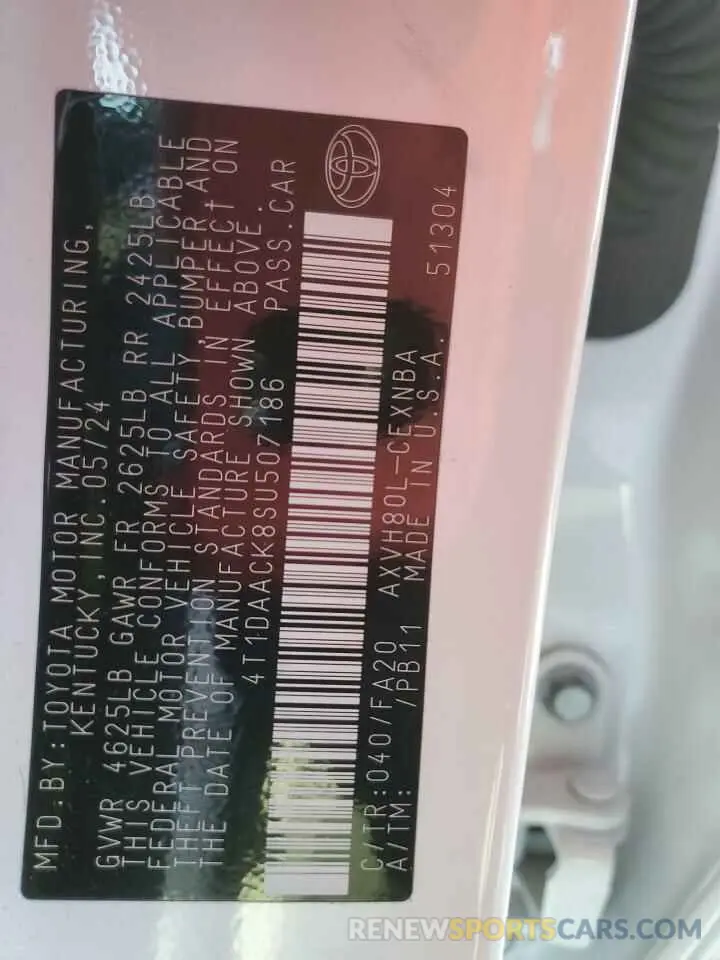 MFD.BY:TOYOTA MOTOR MANUFACTURING,
KENTUCKY,INC.05/24
GVWR 4625LB GAWR FR 2625LB RR 2425LB
THIS VEHICLE CONFORMS TO ALL APPLICABLE
FEDERAL MOTOR VEHICLE SAFETY,BUMPER,AND
THEFT PREVENTION STANDARDS IN EFFECT ON
THE DATE OF MANUFACTURE SHOWN ABOVE.
4T1DAACK8SU507186 PASS.CAR
C/TR:040/FA20 AXVH80L-CEXNBA
A/TM: /PB11 MADE IN U.S.A. 51304
RENEWSPORTSCARS.COM